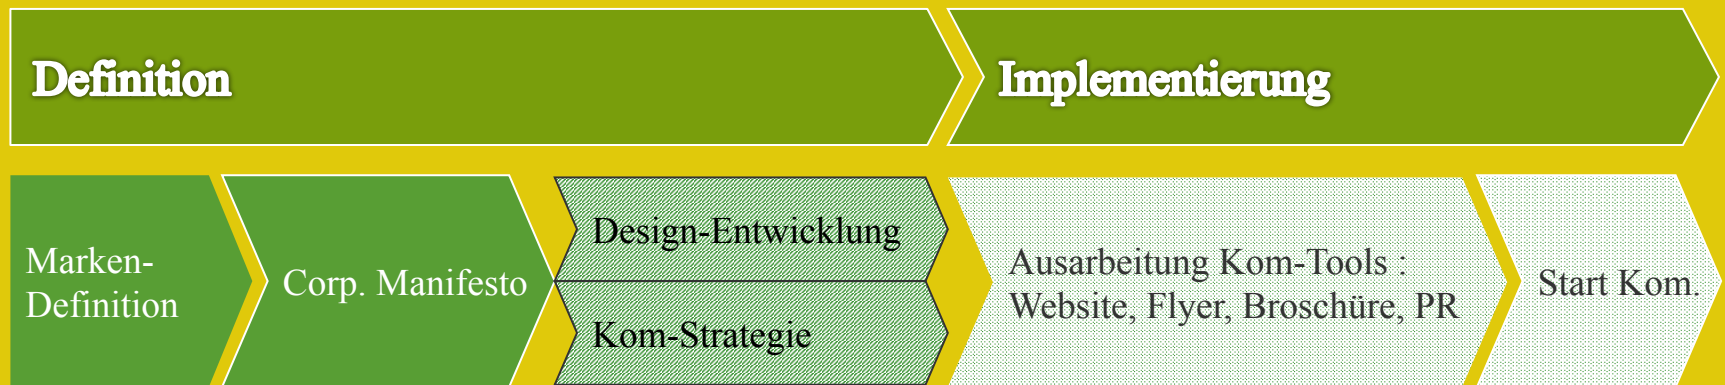 Definition
Implementierung
Marken-
Definition
Corp. Manifesto
Design-Entwicklung
Kom-Strategie
Ausarbeitung Kom-Tools :
Website, Flyer, Broschüre, PR
Start Kom.